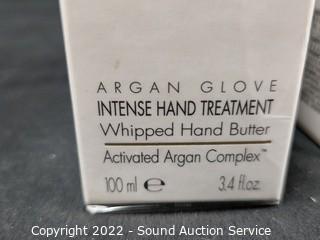 ARGAN GLOVE
INTENSE HAND TREATMENT
Whipped Hand Butter
Activated Argan Complex™
100 ml ℮ 3.4 fl.oz.
Copyright 2022 - Sound Auction Service